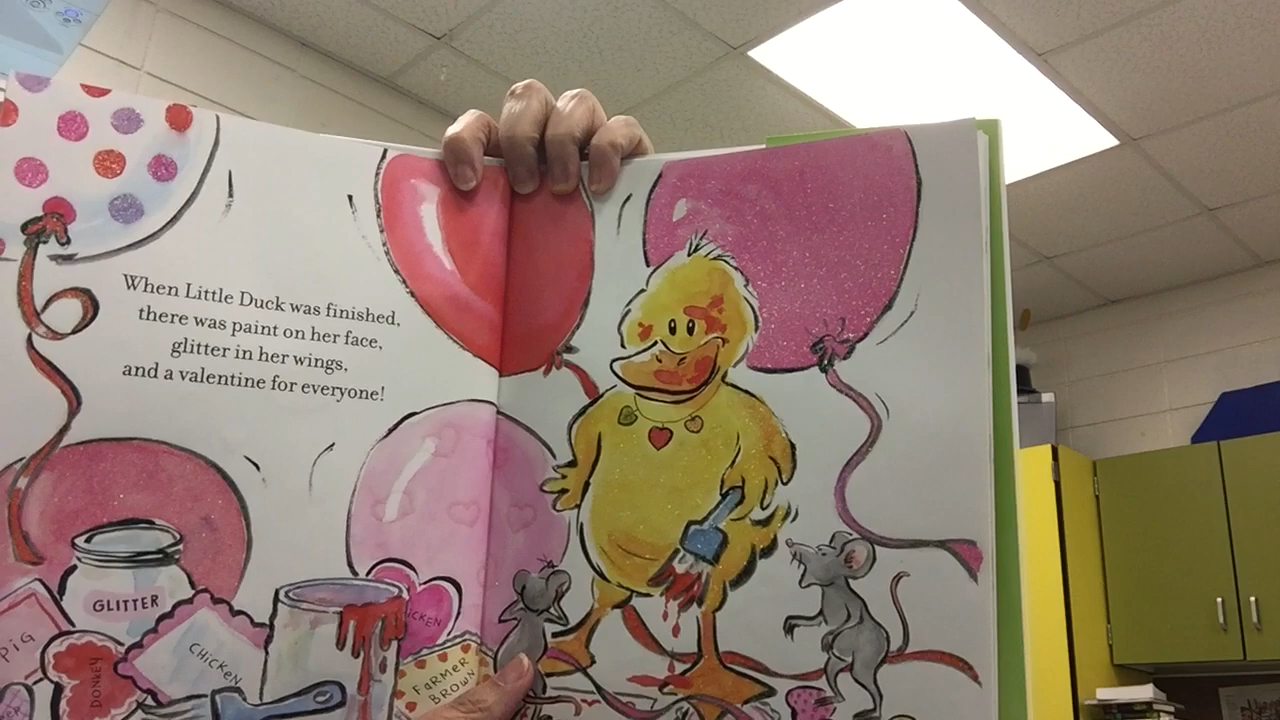 When Little Duck was finished,
there was paint on her face,
glitter in her wings,
and a valentine for everyone!
GLITTER
PIG
DONKEY
CHICKEN
FARMER
BROWN